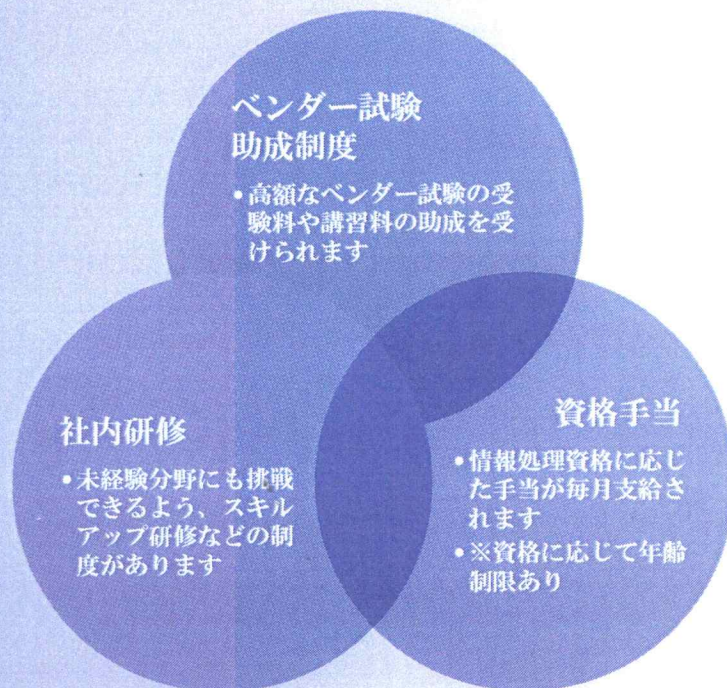 ベンダー試験
助成制度
•高額なベンダー試験の受
験料や講習料の助成を受
けられます
社内研修
•未経験分野にも挑戦
できるよう、スキル
アップ研修などの制
度があります
資格手当
•情報処理資格に応じ
た手当が毎月支給さ
れます
•※資格に応じて年齢
制限あり